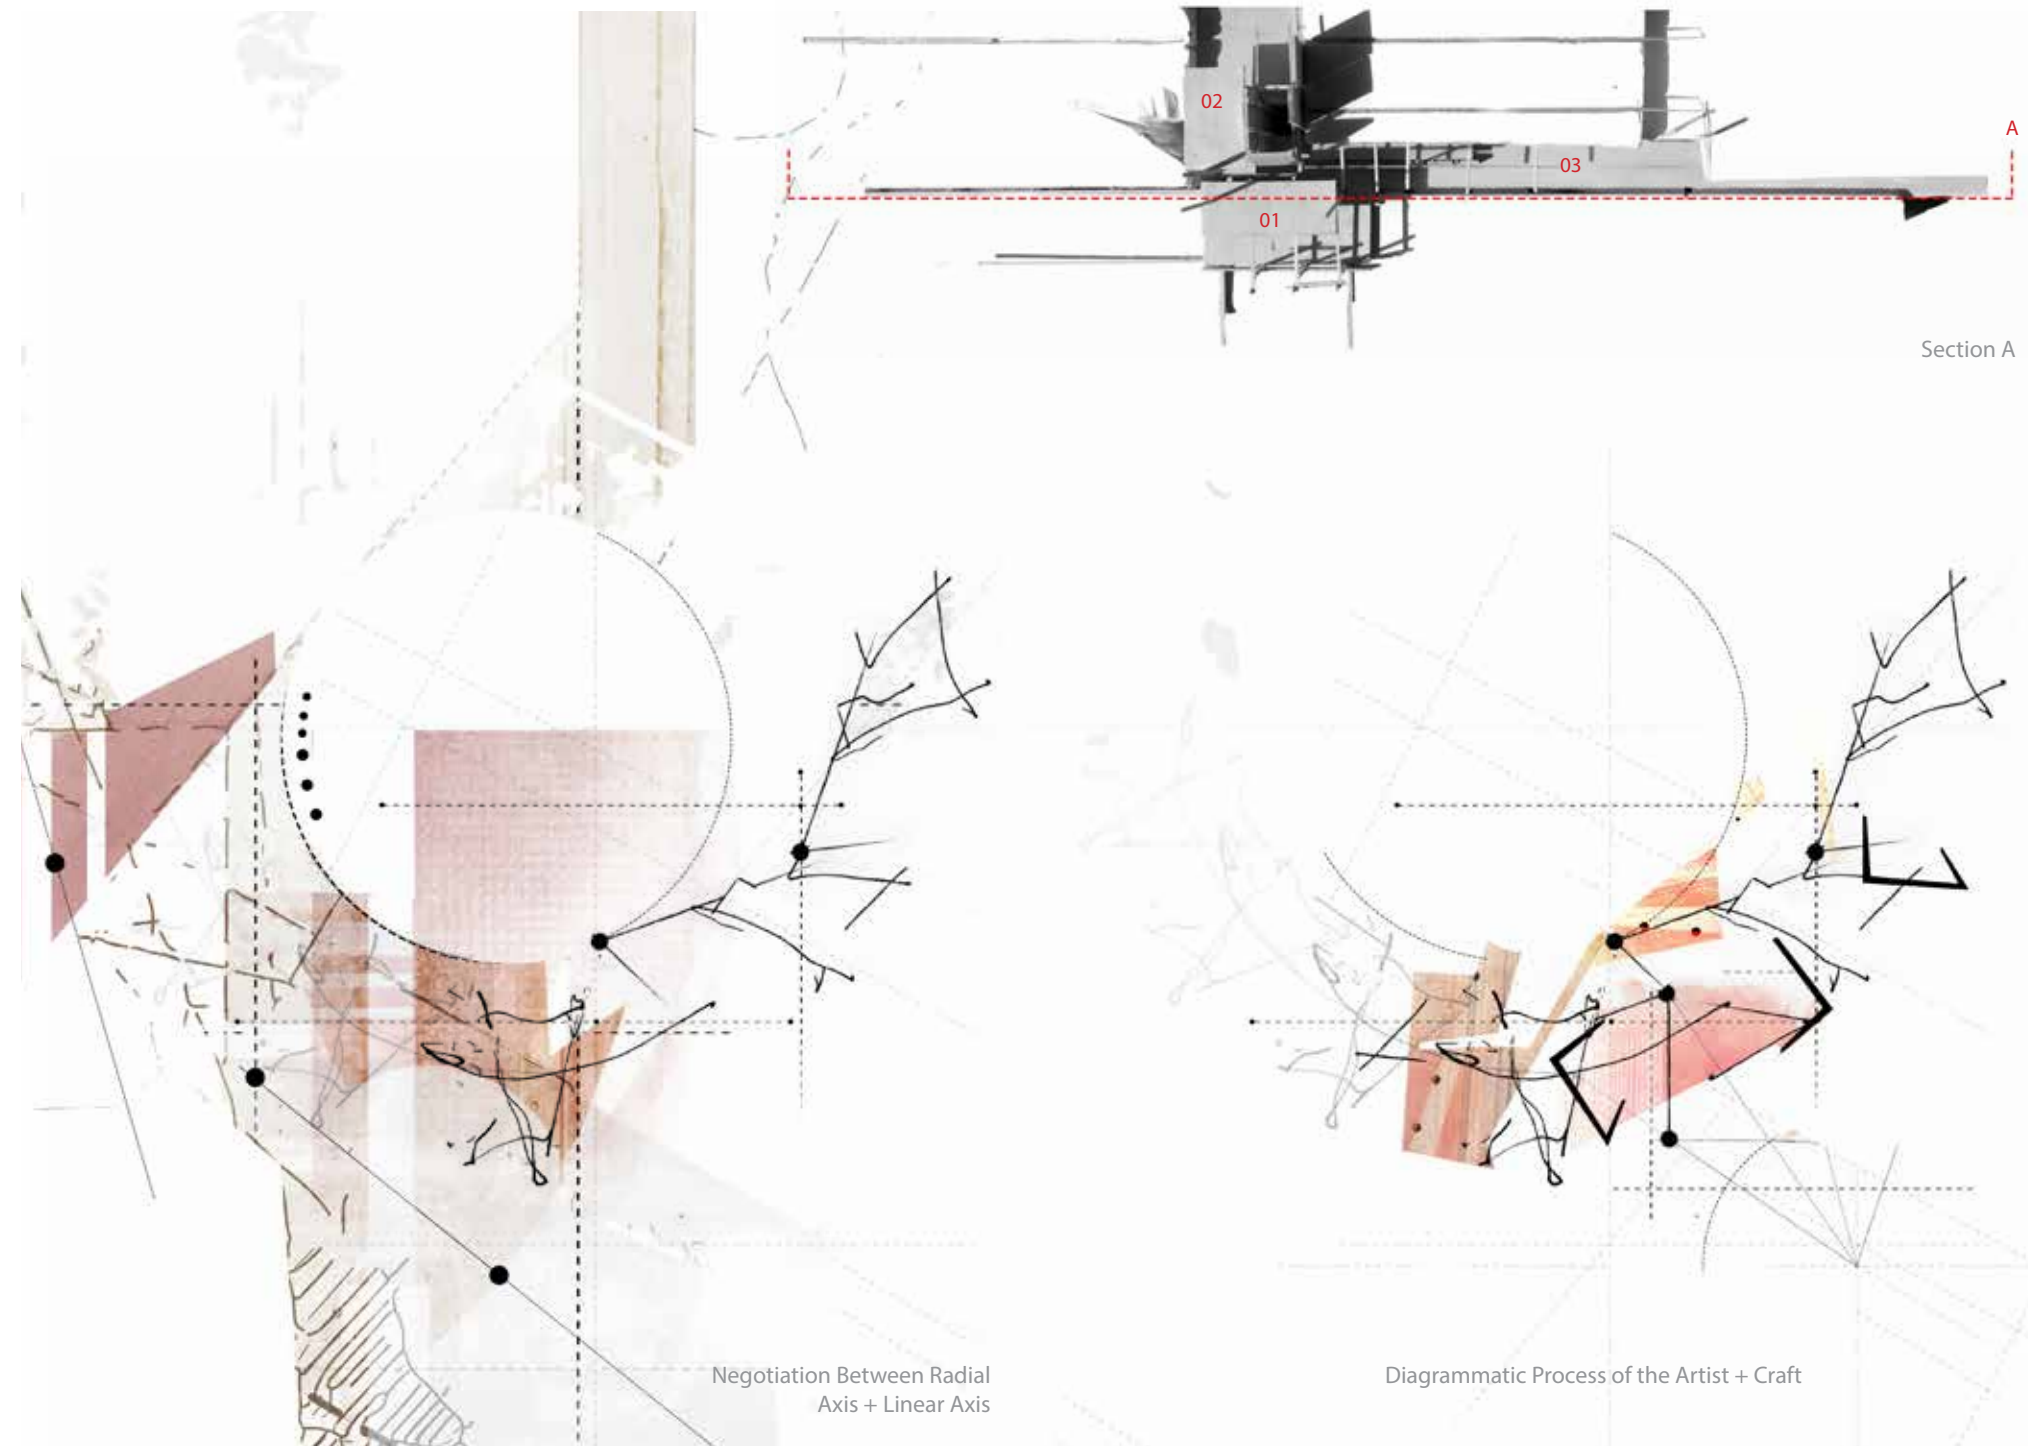 02
A
03
01
Section A
Negotiation Between Radial
Axis + Linear Axis
Diagrammatic Process of the Artist + Craft